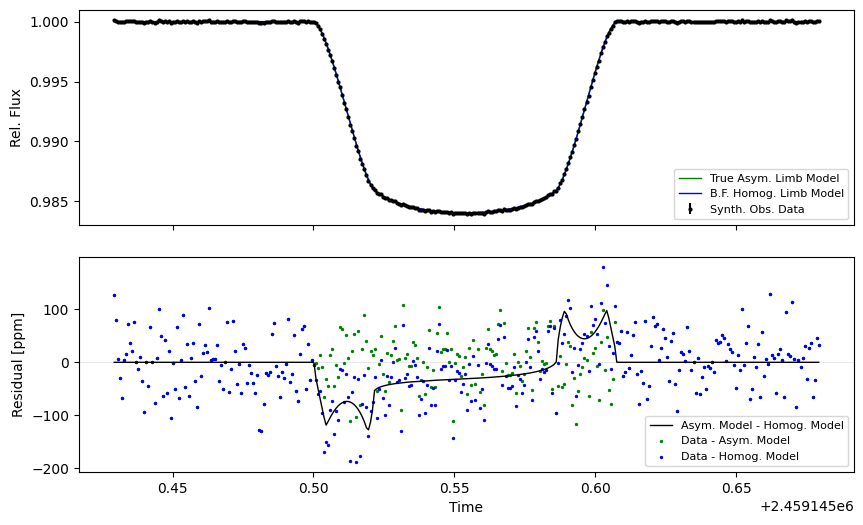 1.000
0.995
0.990
0.985
Rel. Flux
True Asym. Limb Model
B.F. Homog. Limb Model
Synth. Obs. Data
100
0
−100
−200
Residual [ppm]
Asym. Model - Homog. Model
Data - Asym. Model
Data - Homog. Model
0.45 0.50 0.55 0.60 0.65
Time
+2.459145e6